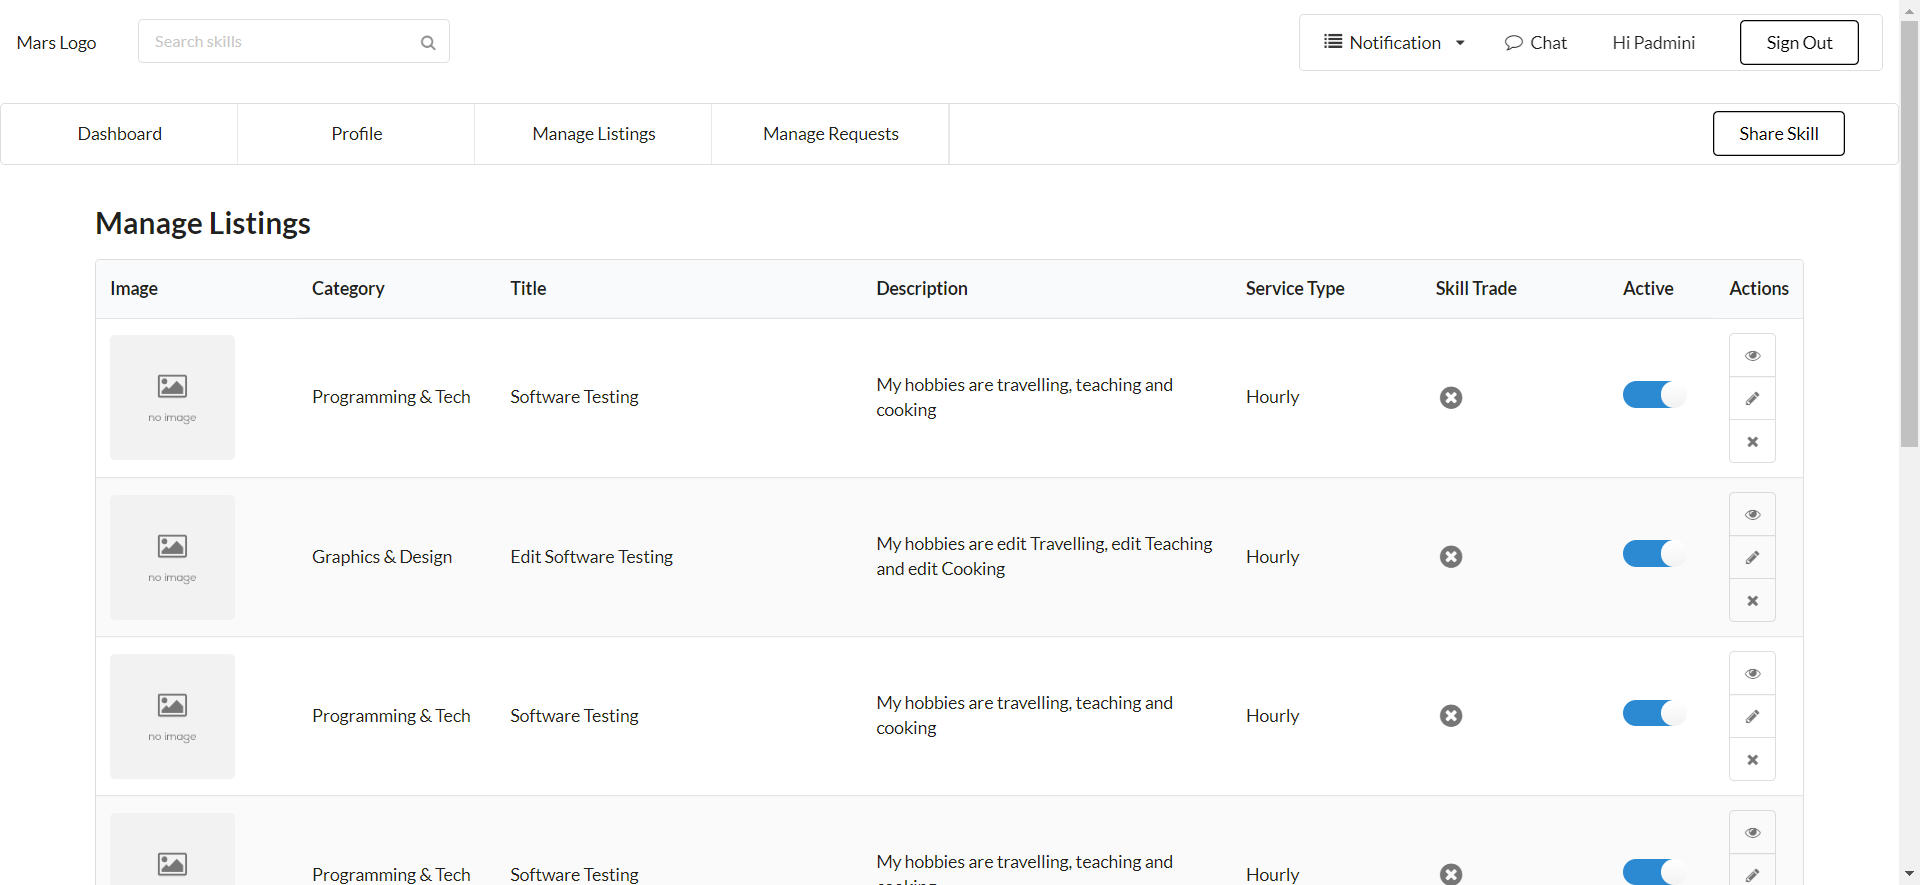 Mars Logo
Search skills
Notification
Chat
Hi Padmini
Sign Out
Dashboard
Profile
Manage Listings
Manage Requests
Share Skill
Manage Listings
Image Category Title Description Service Type Skill Trade Active Actions
no image
Programming & Tech
Software Testing
My hobbies are travelling, teaching and
cooking
Hourly
no image
Graphics & Design
Edit Software Testing
My hobbies are edit Travelling, edit Teaching
and edit Cooking
Hourly
no image
Programming & Tech
Software Testing
My hobbies are travelling, teaching and
cooking
Hourly
Programming & Tech
Software Testing
My hobbies are travelling, teaching and
Hourly